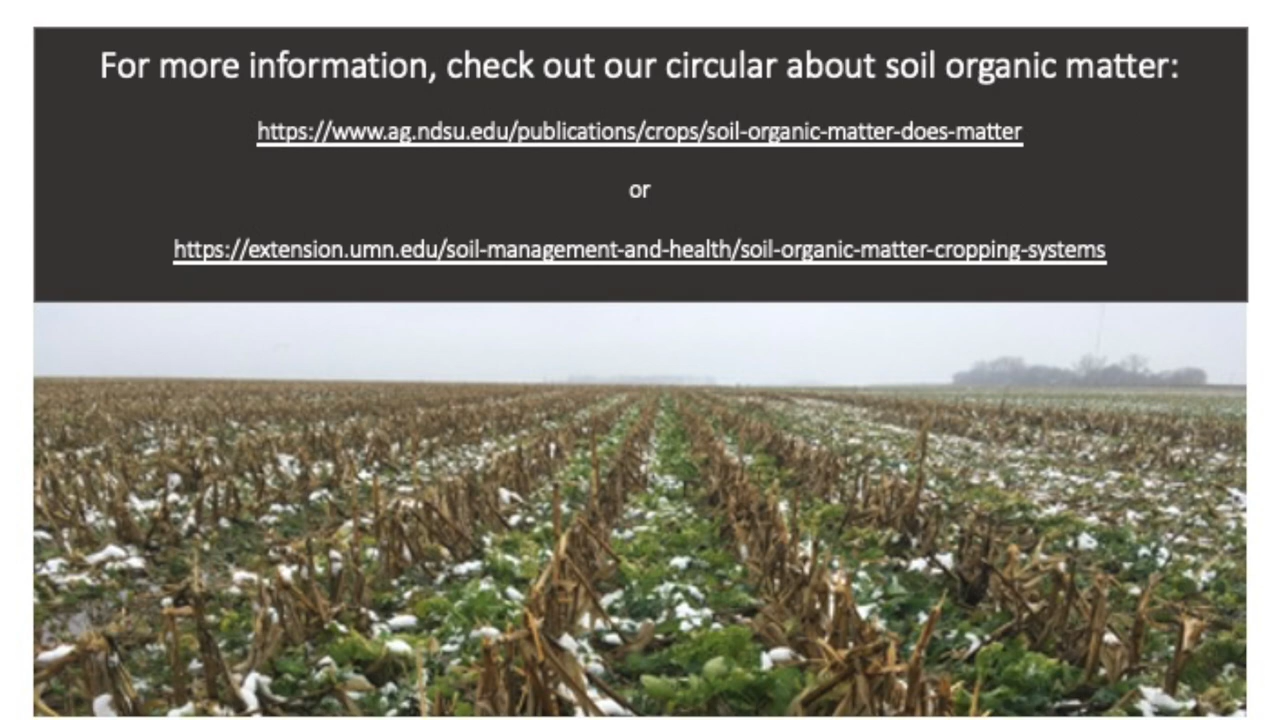 For more information, check out our circular about soil organic matter:
https://www.ag.ndsu.edu/publications/crops/soil-organic-matter-does-matter
or
https://extension.umn.edu/soil-management-and-health/soil-organic-matter-cropping-systems